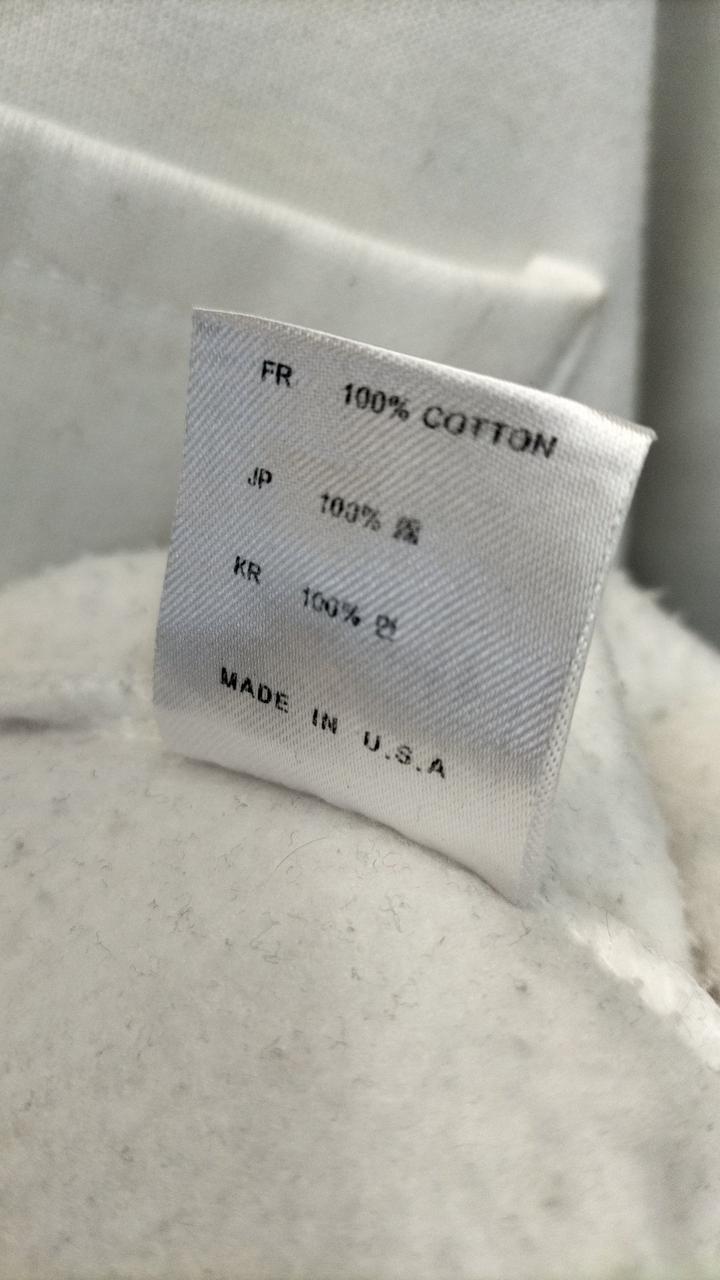 FR 100% COTTON
JP 100%
KR 100% 면
MADE IN U.S.A